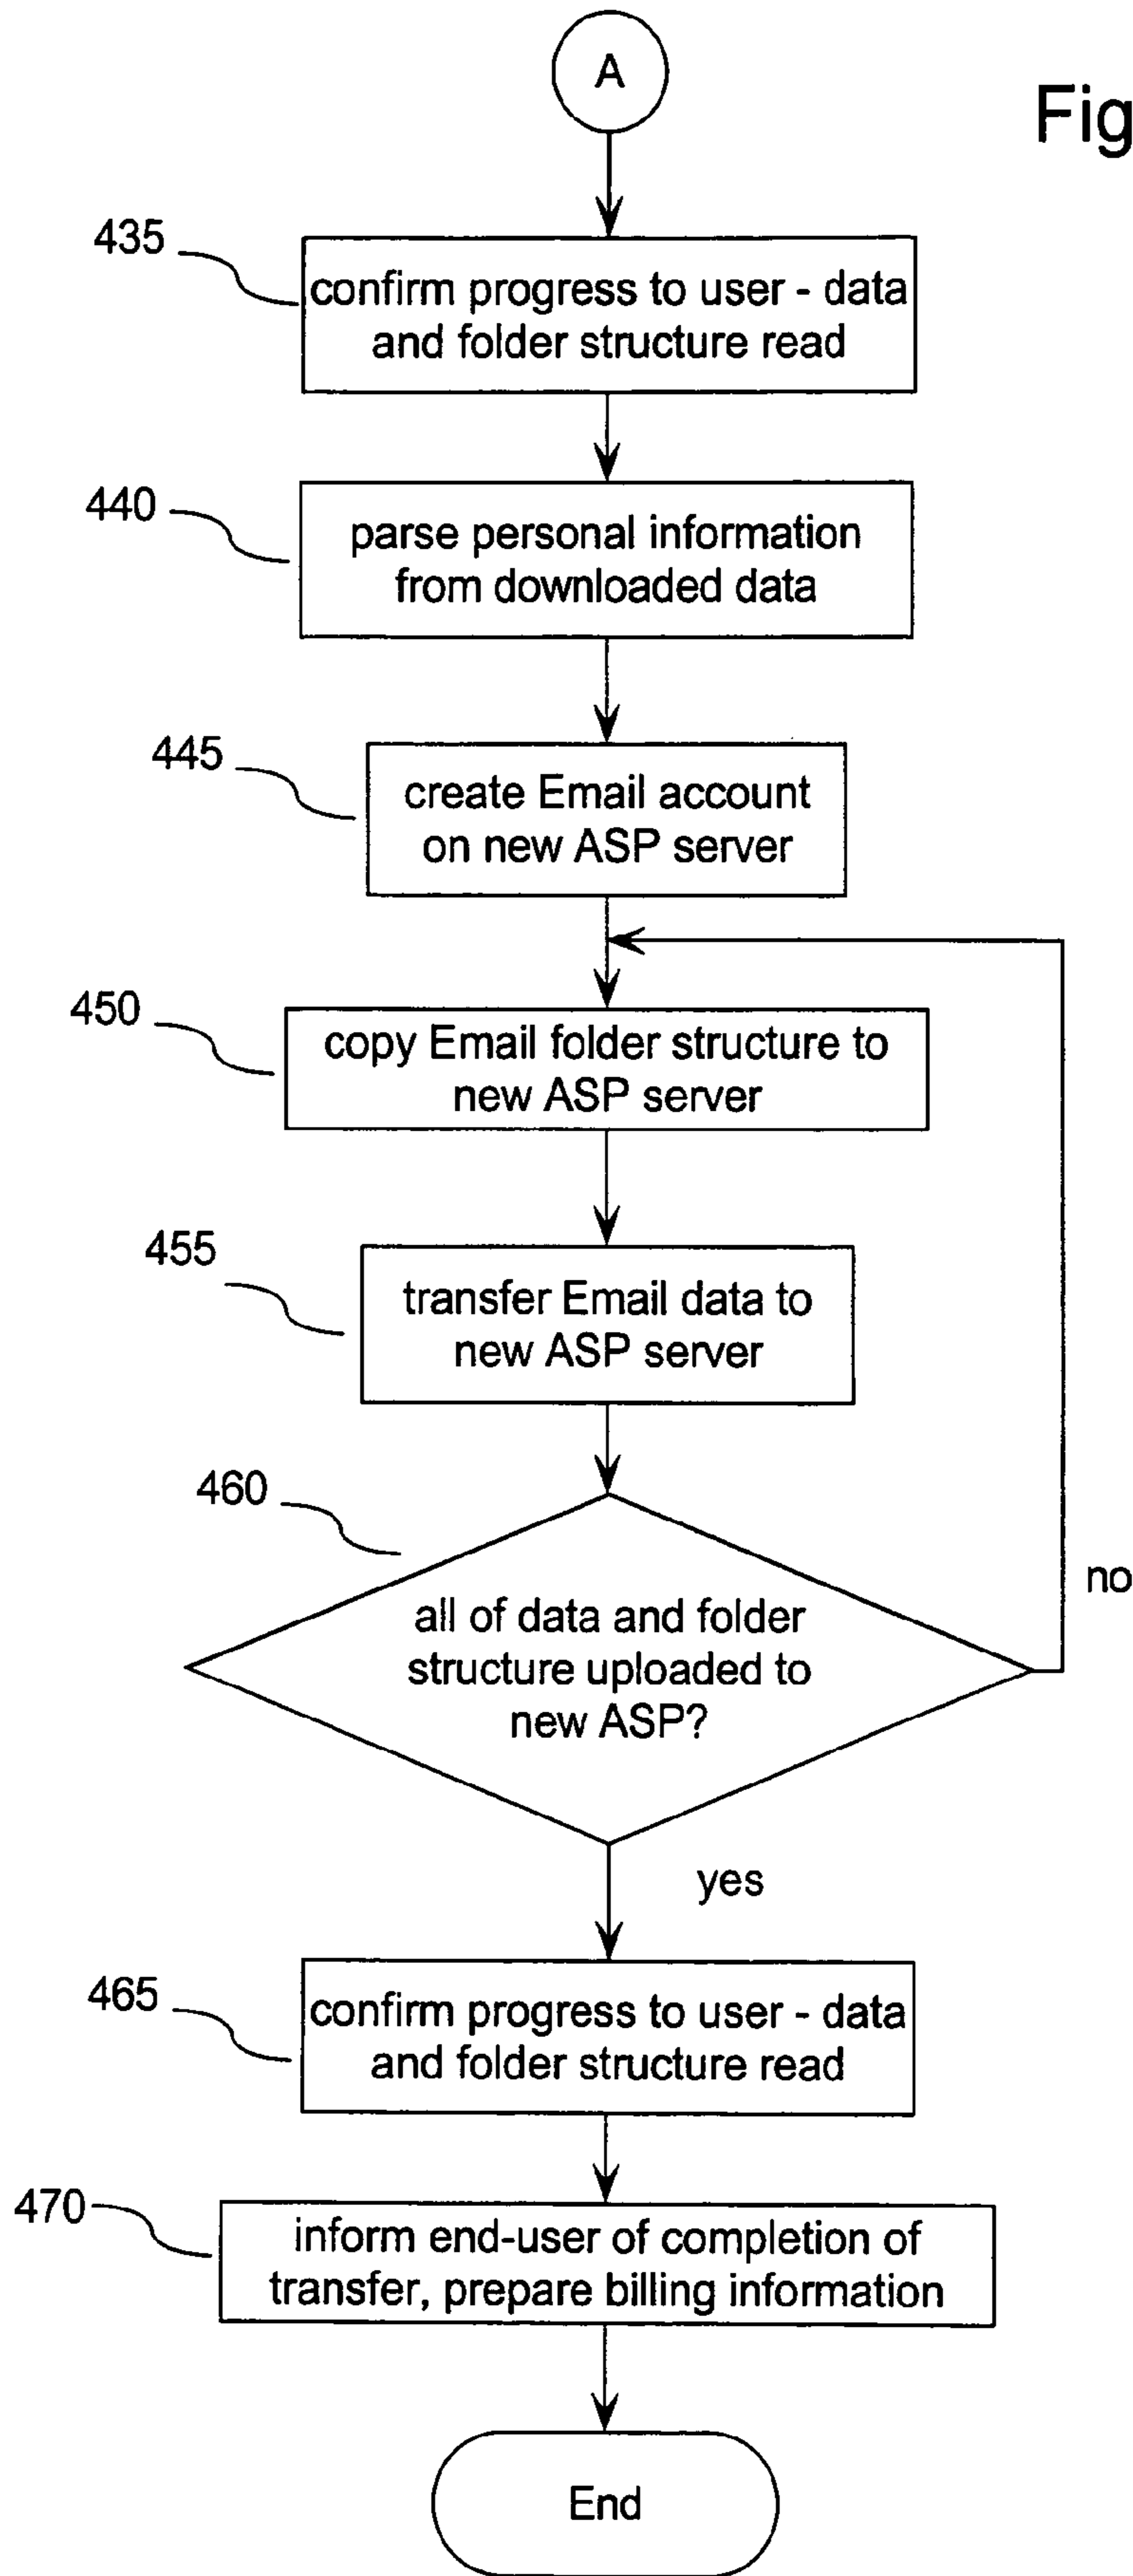 A
Fig
435
confirm progress to user - data
and folder structure read
440
parse personal information
from downloaded data
445
create Email account
on new ASP server
450
copy Email folder structure to
new ASP server
455
transfer Email data to
new ASP server
460
all of data and folder
structure uploaded to
new ASP?
no
yes
465
confirm progress to user - data
and folder structure read
470
inform end-user of completion of
transfer, prepare billing information
End